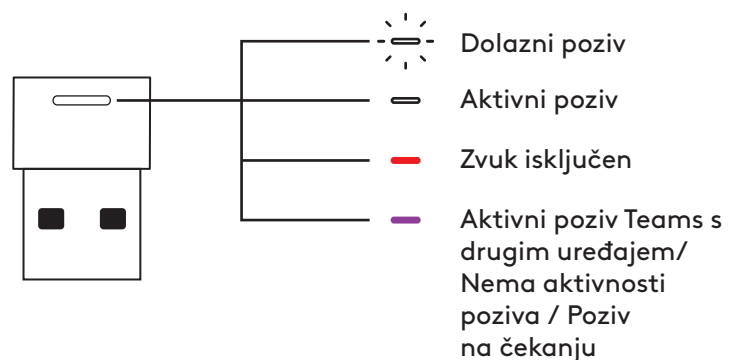 Dolazni poziv
Aktivni poziv
Zvuk isključen
Aktivni poziv Teams s
drugim uređajem/
Nema aktivnosti
poziva / Poziv
na čekanju